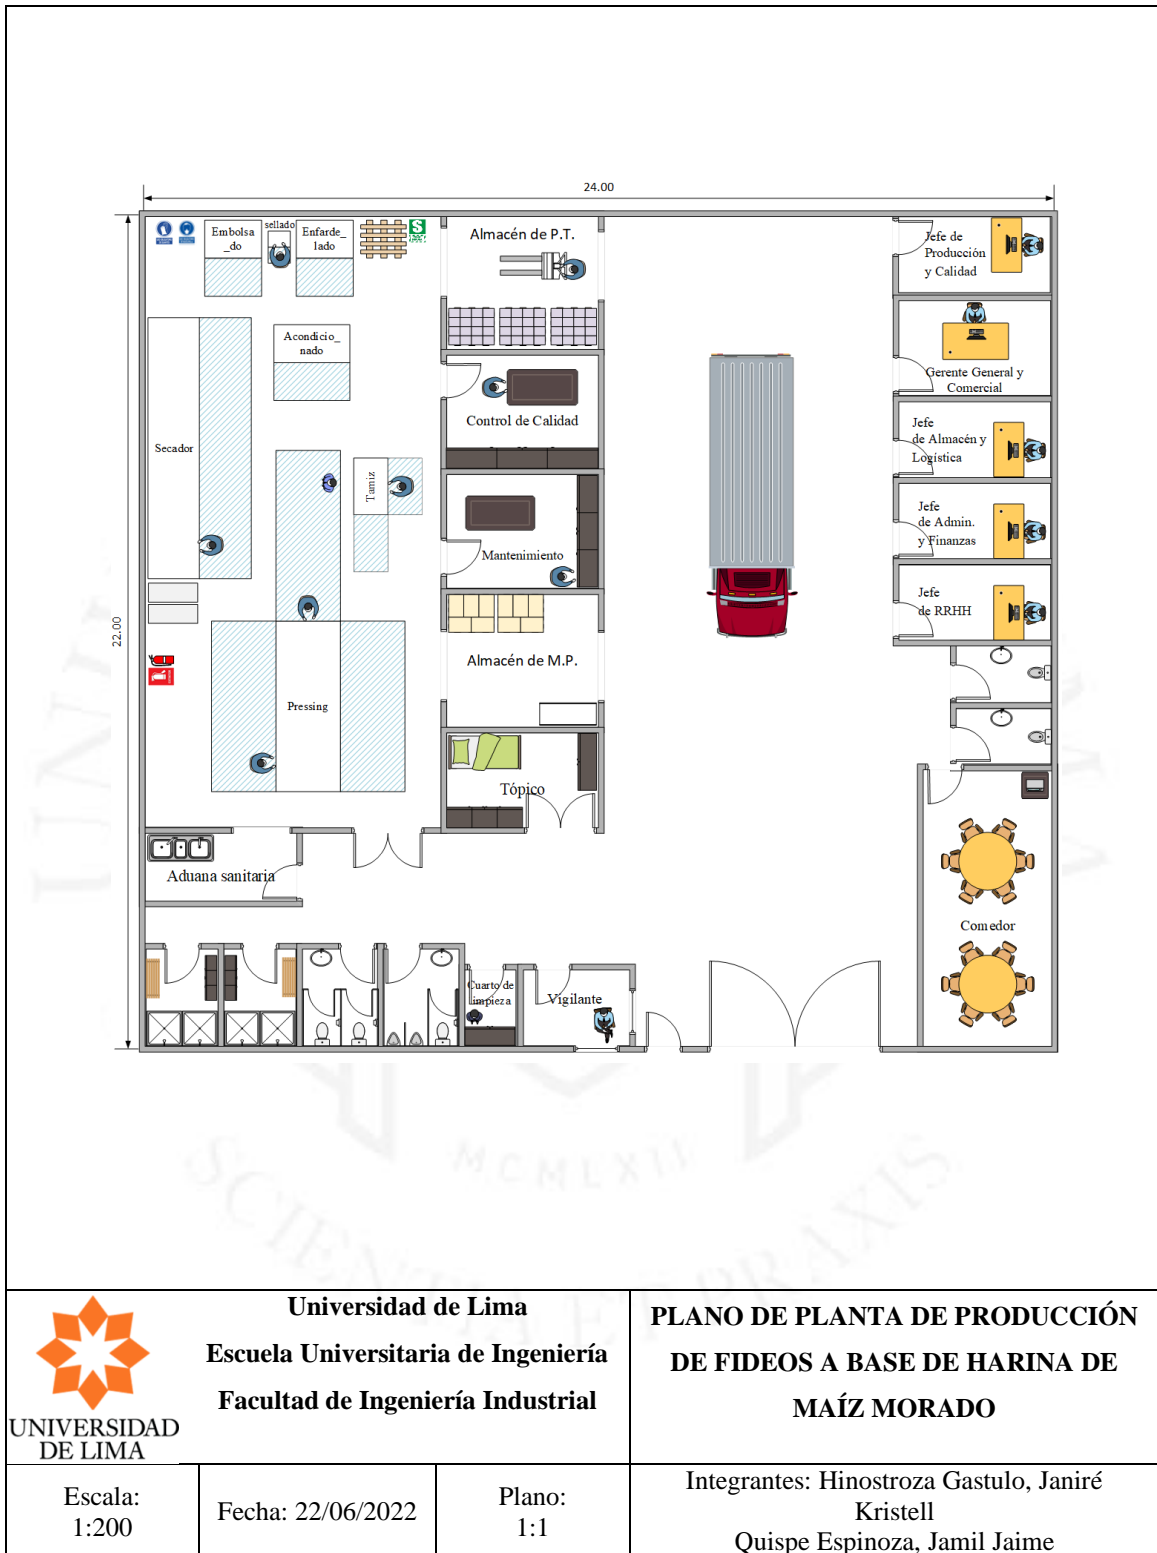 24.00
22.00
Embolsa
_do
sellado
Enfarde_
lado
Almacén de P.T.
Jefe de
Producción
y Calidad
Acondicio_
nado
Gerente General y
Comercial
Control de Calidad
Jefe
de Almacén y
Logística
Secador
Tamiz
Mantenimiento
Jefe
de Admin.
y Finanzas
Jefe
de RRHH
Almacén de M.P.
Pressing
Tópico
Aduana sanitaria
Comedor
Cuarto de
limpieza
Vigilante
MCMLXII
SCIENTIA ET PRAXIS
UNIVERSIDAD
DE LIMA
Universidad de Lima
Escuela Universitaria de Ingeniería
Facultad de Ingeniería Industrial
PLANO DE PLANTA DE PRODUCCIÓN
DE FIDEOS A BASE DE HARINA DE
MAÍZ MORADO
Escala:
1:200
Fecha: 22/06/2022
Plano:
1:1
Integrantes: Hinostroza Gastulo, Janiré
Kristell
Quispe Espinoza, Jamil Jaime